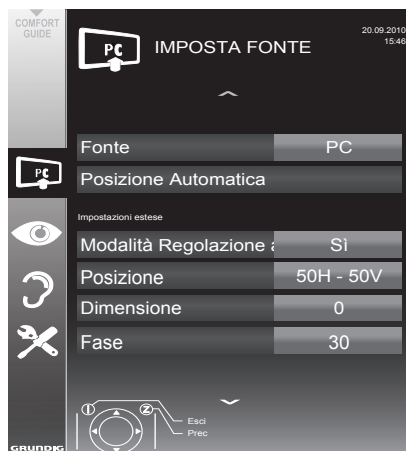 COMFORT
GUIDE
PC
IMPOSTA FONTE
20.09.2010
15:46
Fonte
PC
Posizione Automatica
PC
Impostazioni estese
Modalità Regolazione a
Sì
Posizione
50H - 50V
Dimensione
0
Fase
30
Esci
Prec
GRUNDIG